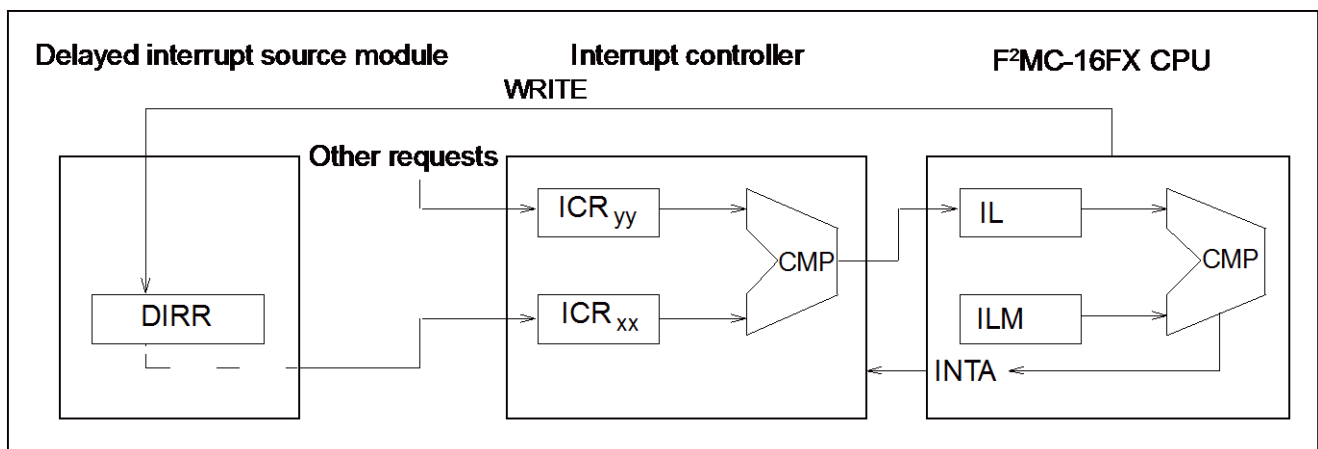 Delayed interrupt source module
Interrupt controller
F²MC-16FX CPU
WRITE
Other requests
ICR yy
CMP
IL
CMP
DIRR
ICR xx
ILM
INTA